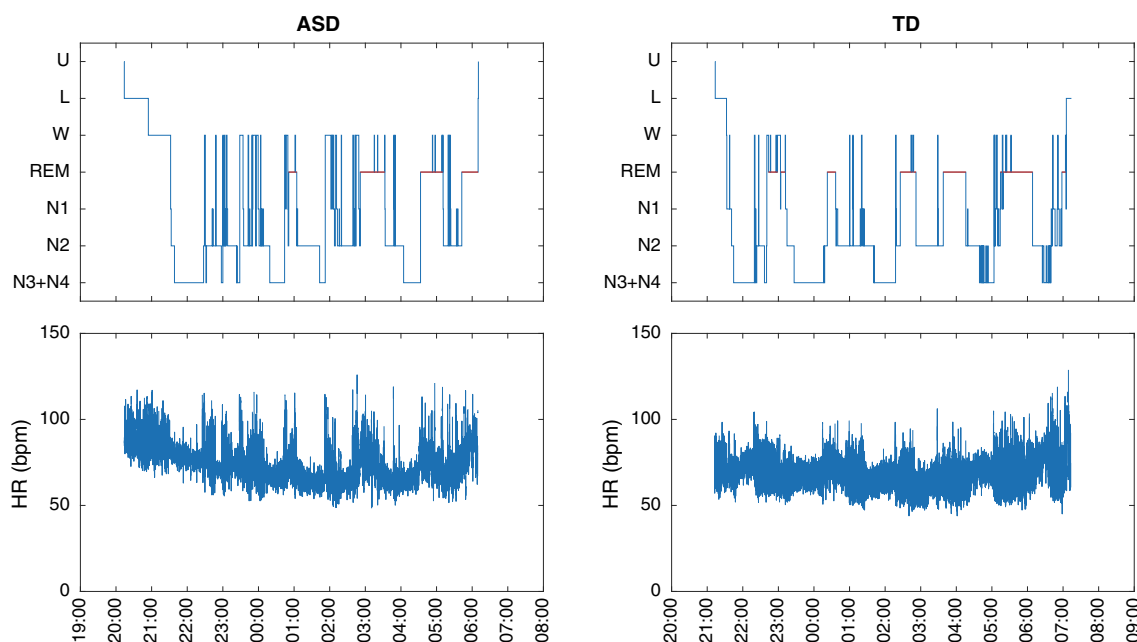 ASD
TD
U
L
W
REM
N1
N2
N3+N4
U
L
W
REM
N1
N2
N3+N4
HR (bpm)
150
100
50
0
HR (bpm)
150
100
50
0
19:00 20:00 21:00 22:00 23:00 00:00 01:00 02:00 03:00 04:00 05:00 06:00 07:00 08:00
20:00 21:00 22:00 23:00 00:00 01:00 02:00 03:00 04:00 05:00 06:00 07:00 08:00 09:00